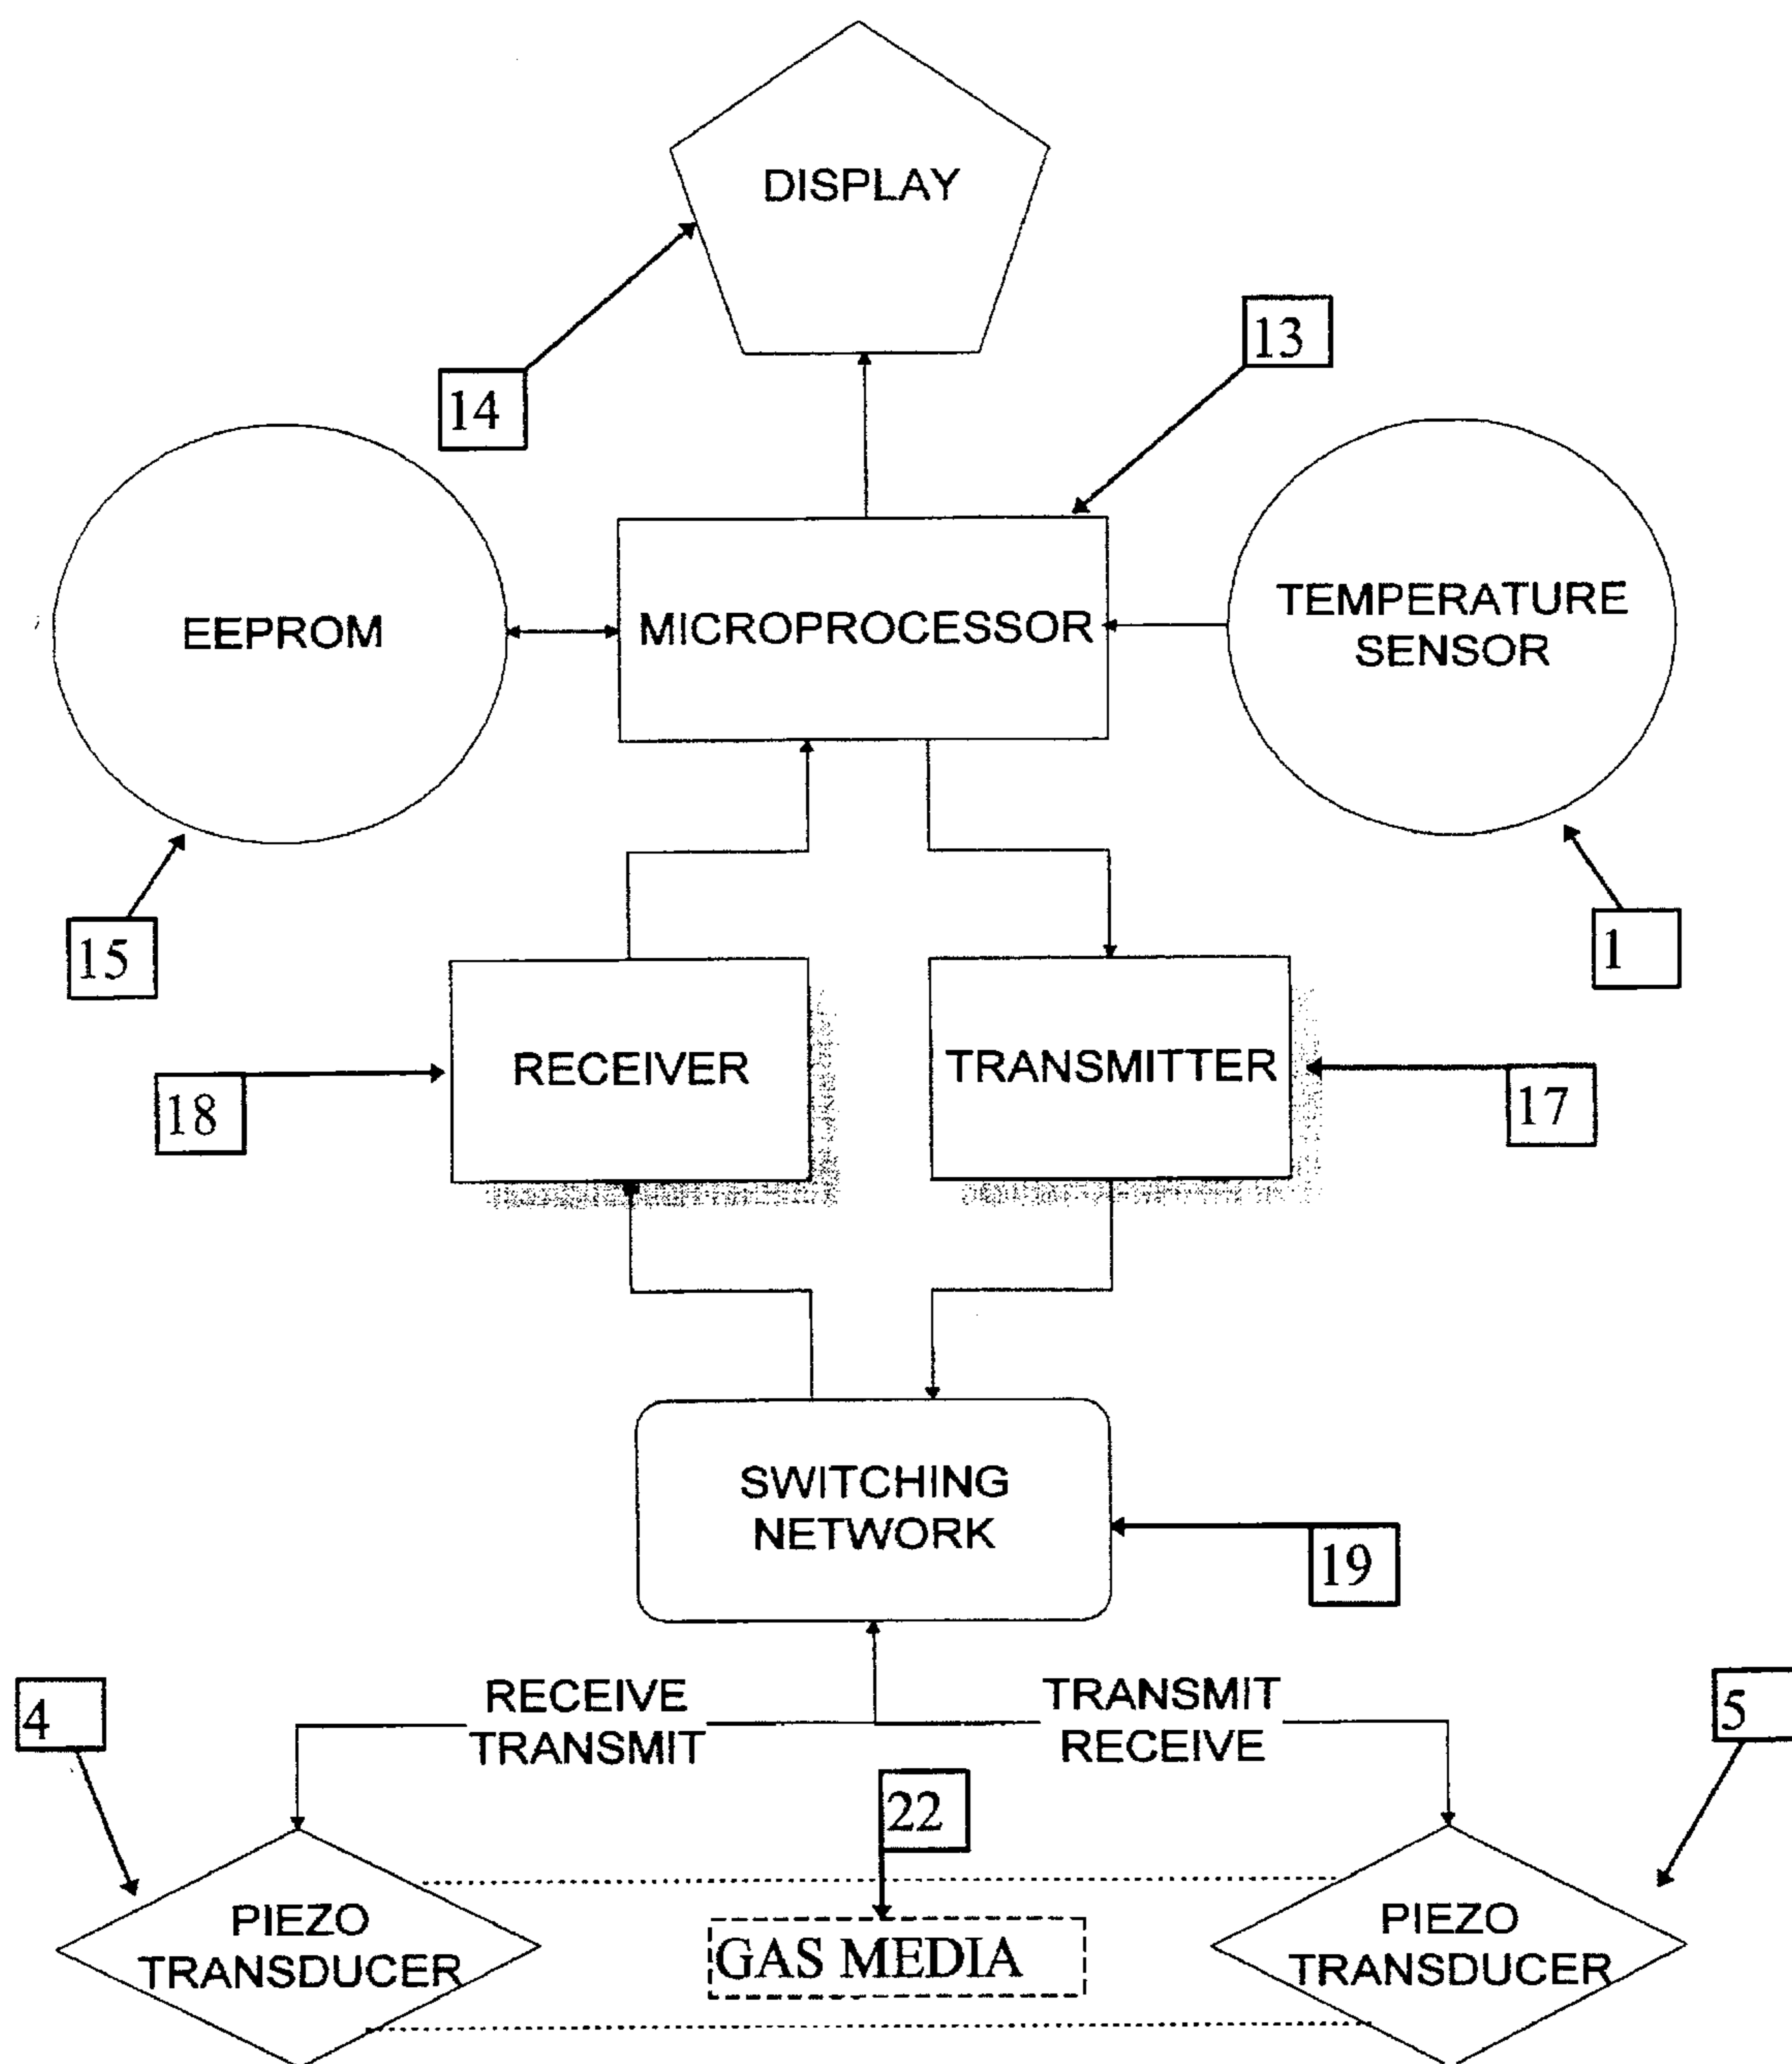 DISPLAY
13
14
EEPROM
MICROPROCESSOR
TEMPERATURE
SENSOR
15
1
RECEIVER
TRANSMITTER
18
17
SWITCHING
NETWORK
19
4
RECEIVE
TRANSMIT
TRANSMIT
RECEIVE
5
22
PIEZO
TRANSDUCER
GAS MEDIA
PIEZO
TRANSDUCER